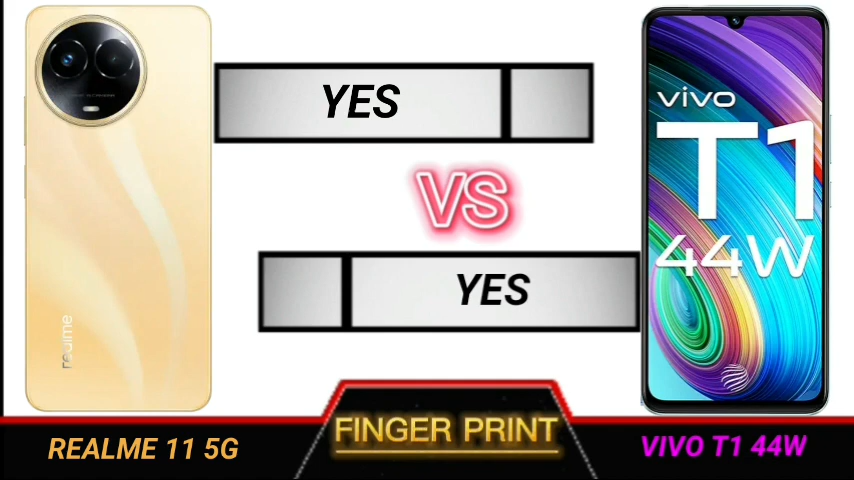 YES
VS
YES
realme
vivo
T1
44W
FINGER PRINT
REALME 11 5G
VIVO T1 44W